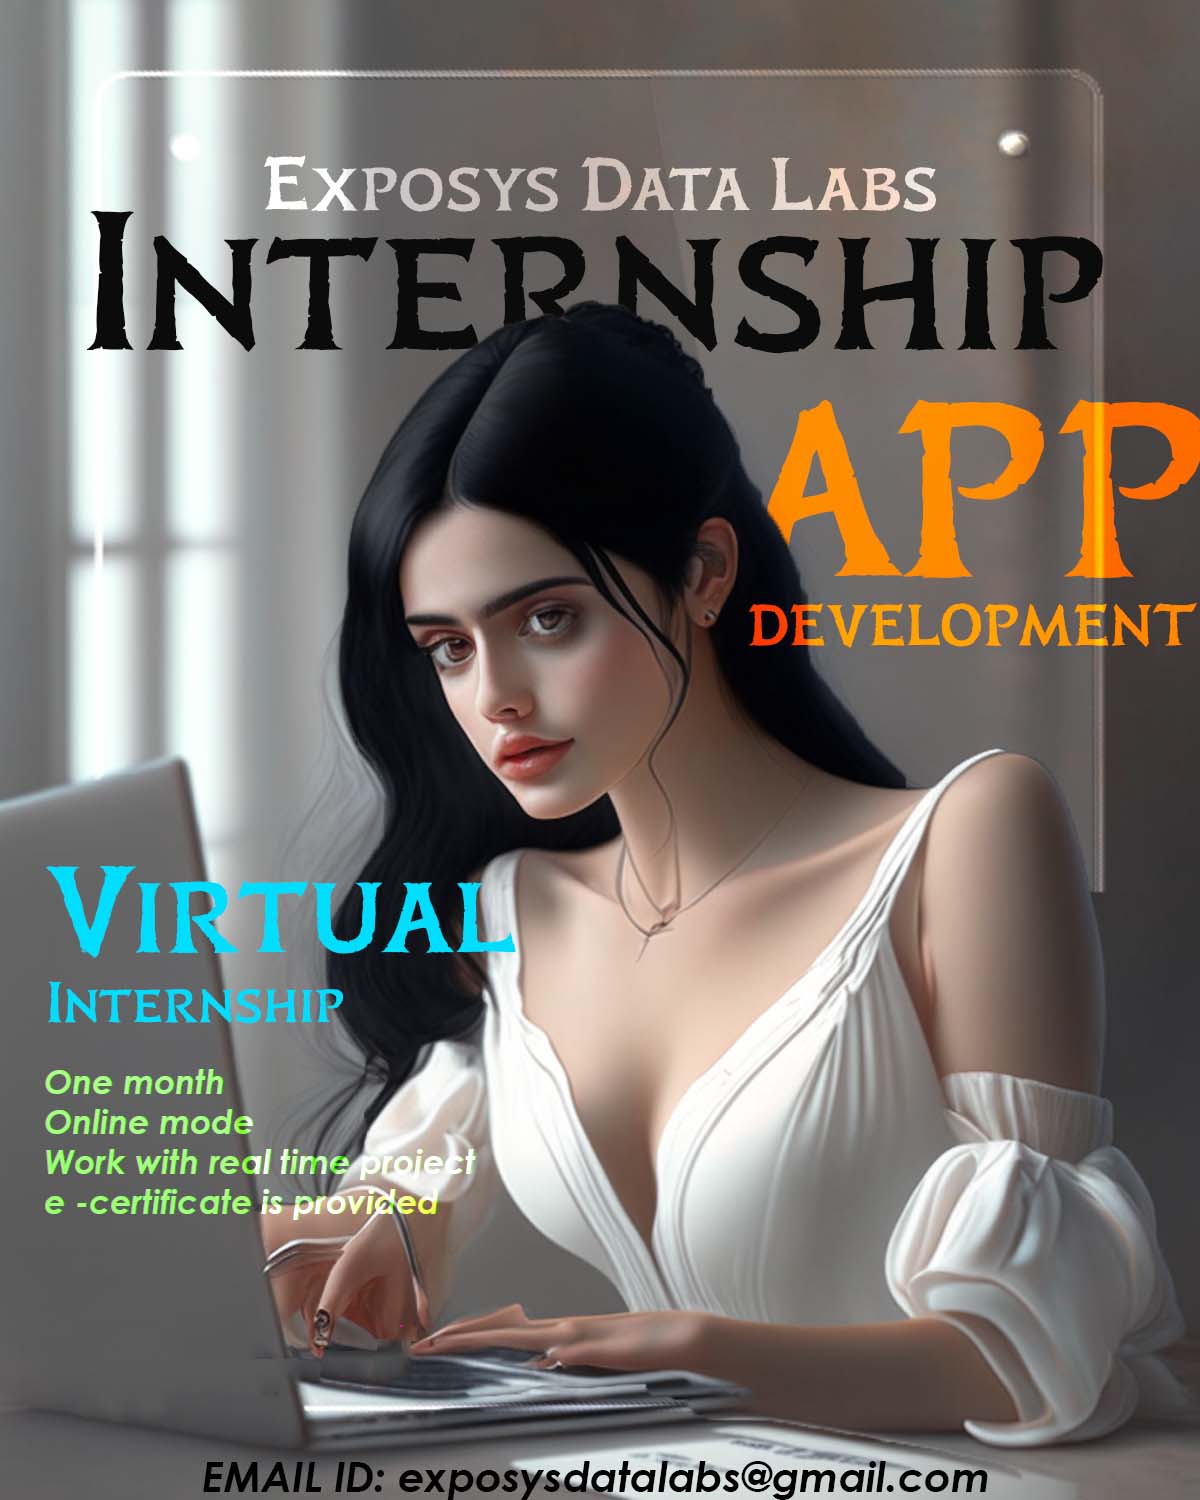 Exposys Data Labs
Internship
APP
DEVELOPMENT
Virtual
Internship
One month
Online mode
Work with real time project
e -certificate is provided
EMAIL ID: exposysdatalabs@gmail.com